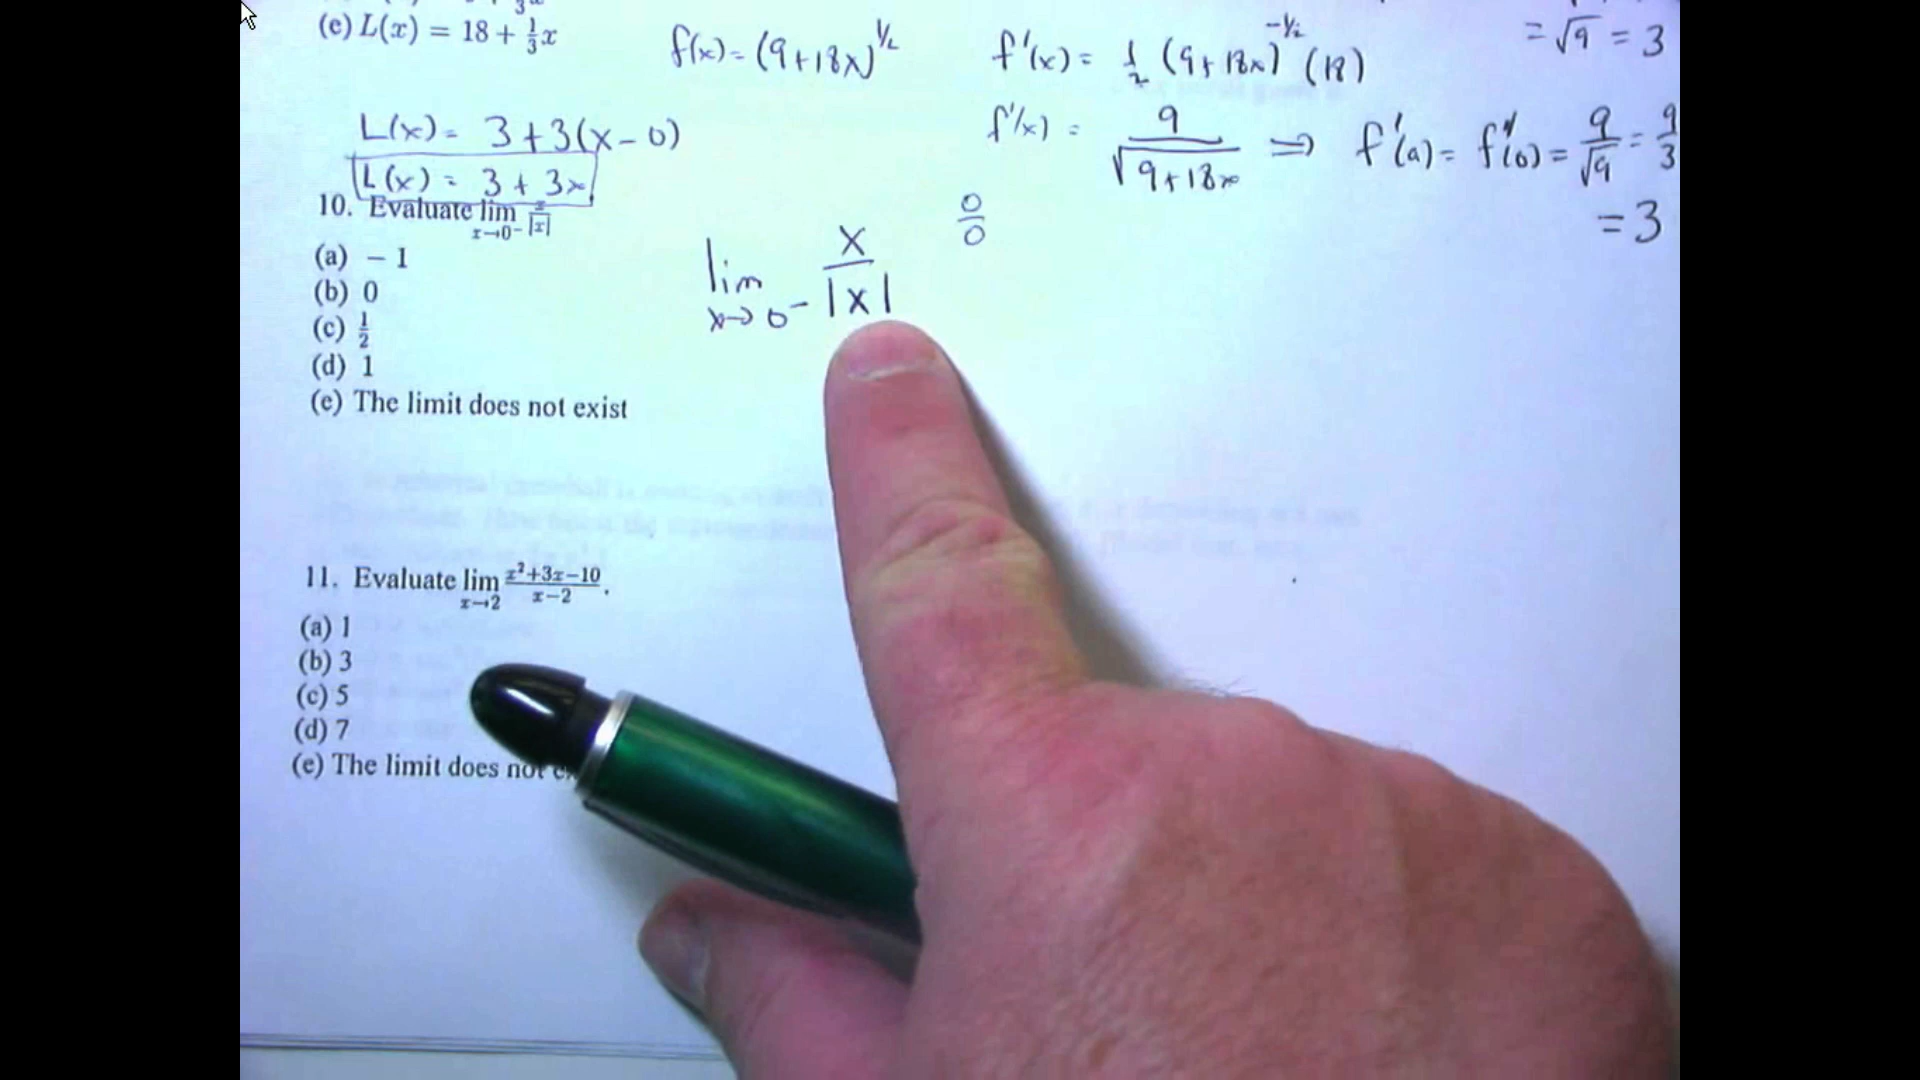 (e) L(x) = 18 + 1/3 x
f(x) = (9+18x)^1/2
f'(x) = 1/2 (9+18x)^-1/2 (18)
= √9 = 3
L(x) = 3+3(x-0)
f'(x) = 9/√9+18x ⇒ f'(a) = f'(0) = 9/√9 = 9/3
L(x) = 3 + 3x
= 3
10. Evaluate lim x→0⁻ x/|x|
lim x→0⁻ x/|x|
0/0
(a) – 1
(b) 0
(c) 1/2
(d) 1
(e) The limit does not exist
11. Evaluate lim x→2 x²+3x−10/x−2 .
(a) 1
(b) 3
(c) 5
(d) 7
(e) The limit does not